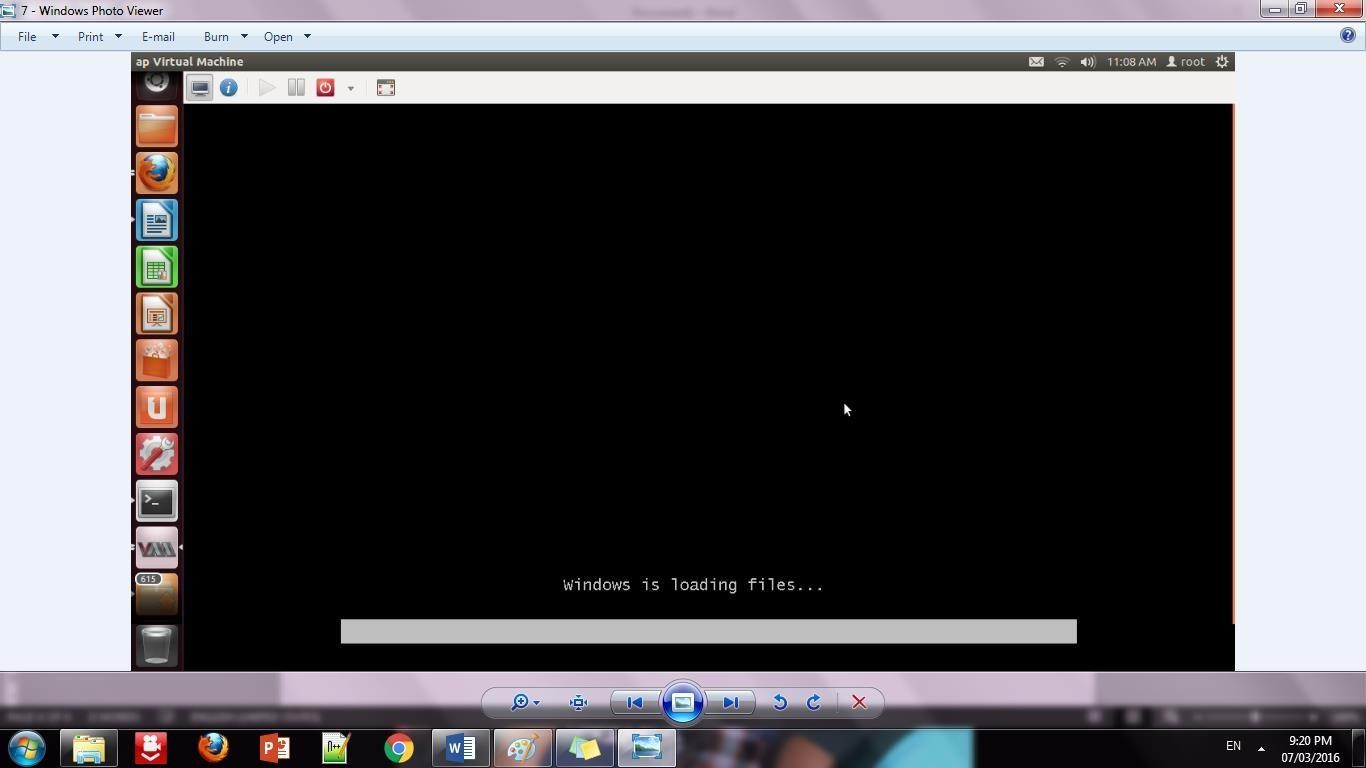 7 - Windows Photo Viewer
File Print E-mail Burn Open
ap Virtual Machine 11:08 AM root
615
Windows is loading files...
EN 9:20 PM
07/03/2016